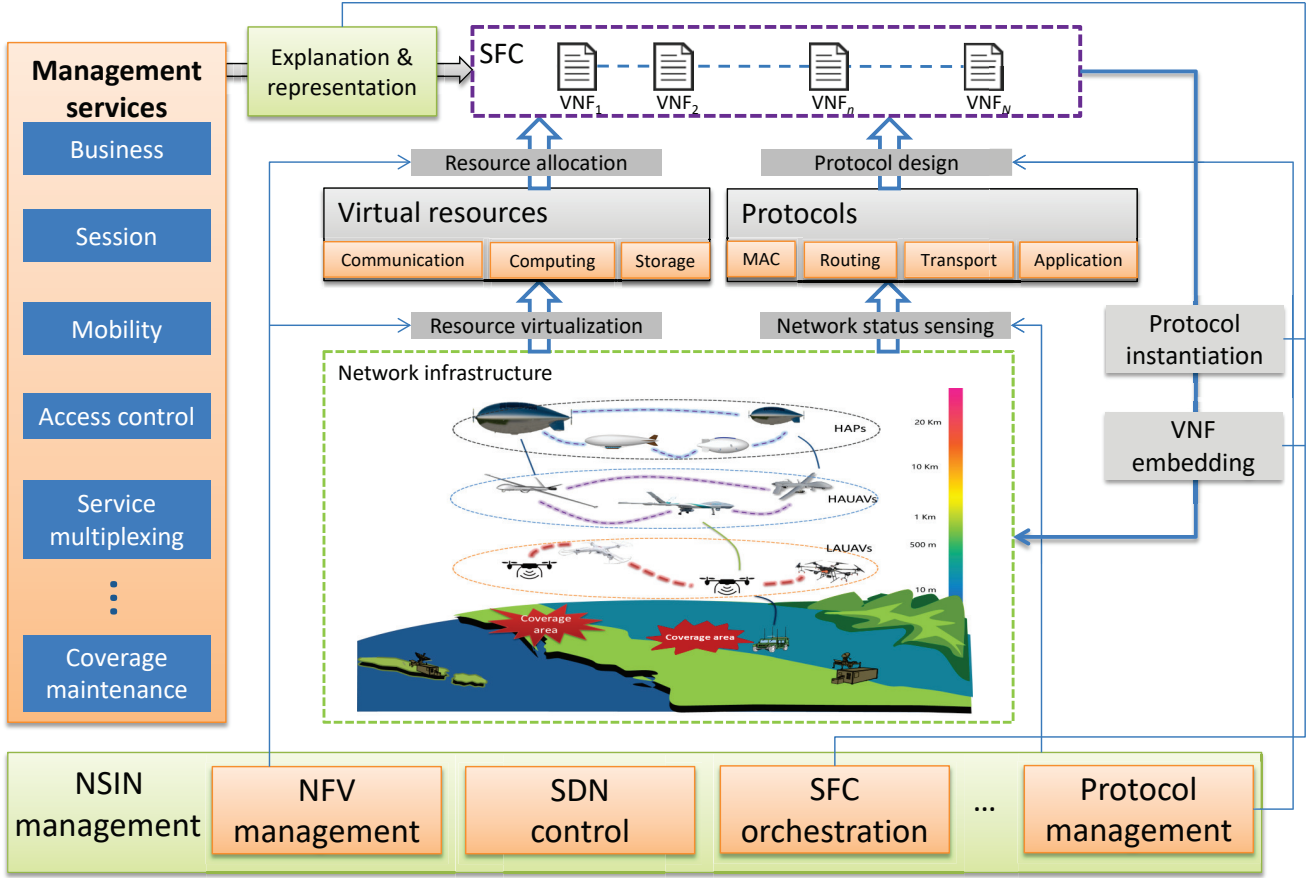 Management
services
Business
Session
Mobility
Access control
Service
multiplexing
Coverage
maintenance
Explanation &
representation
SFC
VNF1
VNF2
VNFn
VNFN
Resource allocation
Protocol design
Virtual resources
Communication
Computing
Storage
Protocols
MAC
Routing
Transport
Application
Resource virtualization
Network status sensing
Protocol
instantiation
VNF
embedding
Network infrastructure
HAPs
HAUAVs
LAUAVs
20 Km
10 Km
1 Km
500 m
10 m
Coverage
area
Coverage area
NSIN
management
NFV
management
SDN
control
SFC
orchestration
...
Protocol
management